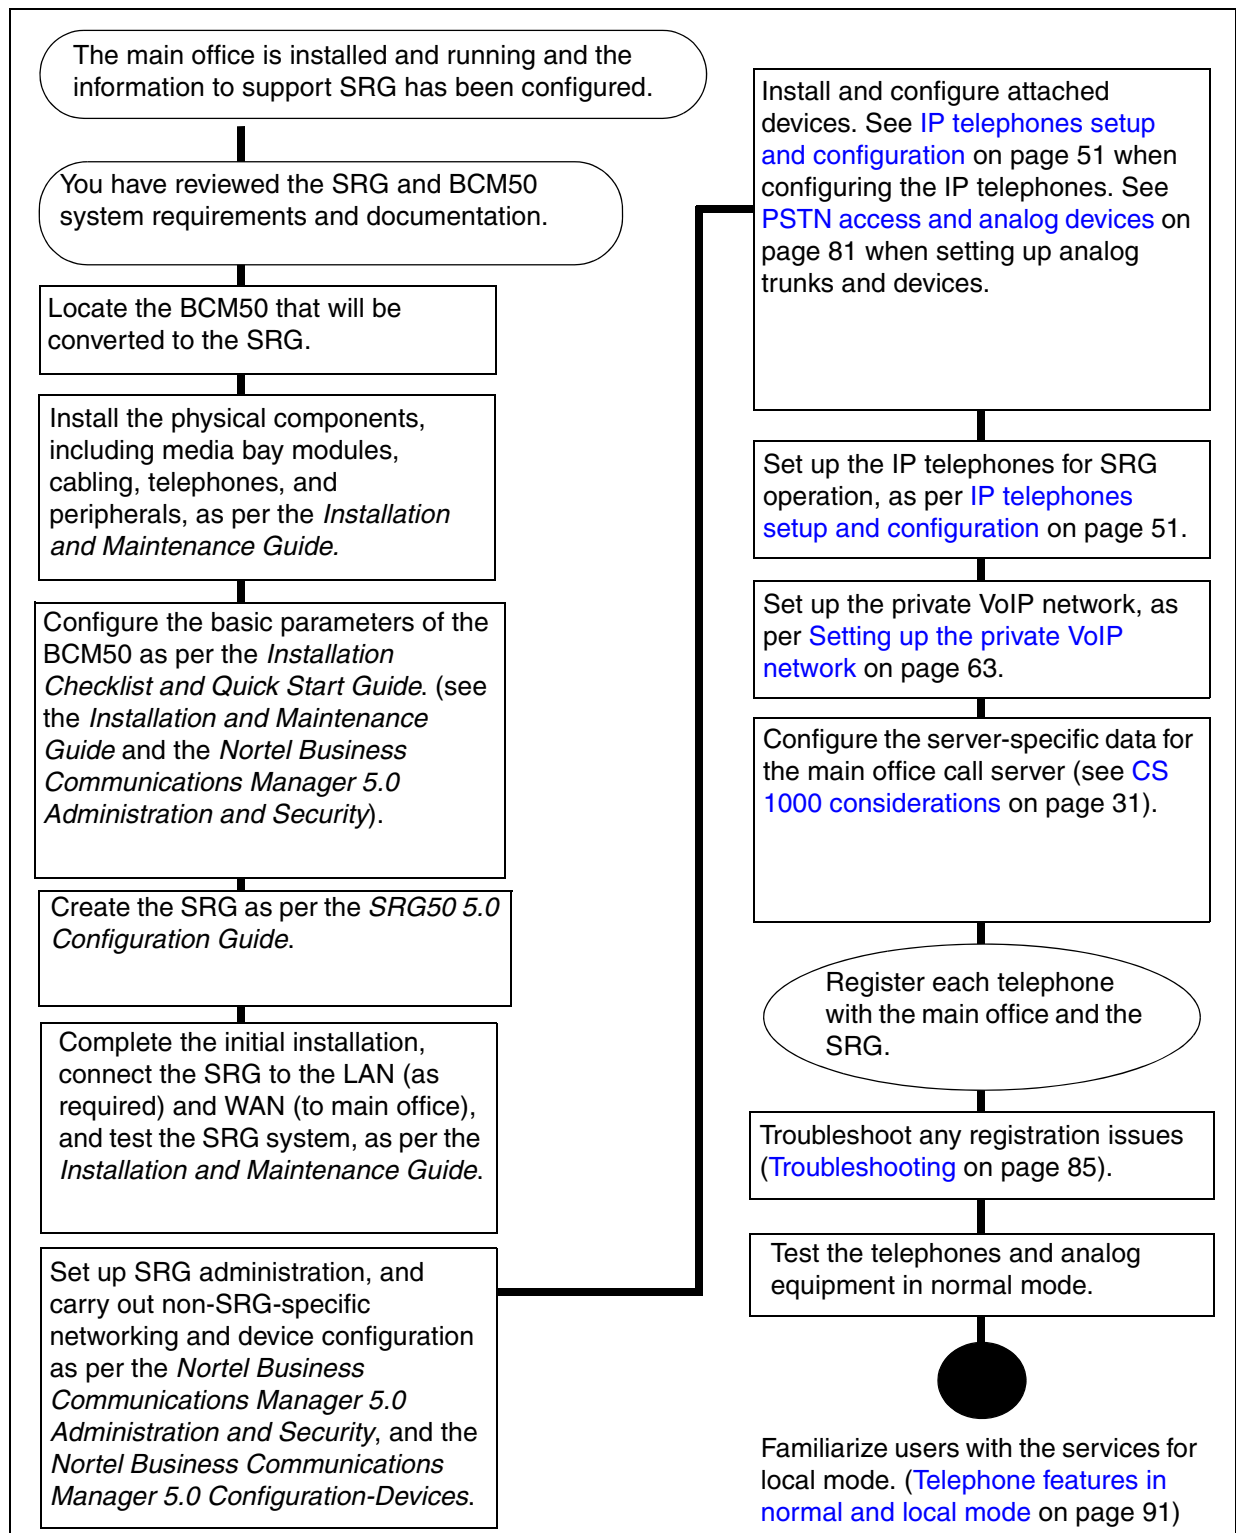 The main office is installed and running and the
information to support SRG has been configured.
You have reviewed the SRG and BCM50
system requirements and documentation.
Locate the BCM50 that will be
converted to the SRG.
Install the physical components,
including media bay modules,
cabling, telephones, and
peripherals, as per the Installation
and Maintenance Guide.
Configure the basic parameters of the
BCM50 as per the Installation
Checklist and Quick Start Guide. (see
the Installation and Maintenance
Guide and the Nortel Business
Communications Manager 5.0
Administration and Security).
Create the SRG as per the SRG50 5.0
Configuration Guide.
Complete the initial installation,
connect the SRG to the LAN (as
required) and WAN (to main office),
and test the SRG system, as per the
Installation and Maintenance Guide.
Set up SRG administration, and
carry out non-SRG-specific
networking and device configuration
as per the Nortel Business
Communications Manager 5.0
Administration and Security, and the
Nortel Business Communications
Manager 5.0 Configuration-Devices.
Install and configure attached
devices. See IP telephones setup
and configuration on page 51 when
configuring the IP telephones. See
PSTN access and analog devices on
page 81 when setting up analog
trunks and devices.
Set up the IP telephones for SRG
operation, as per IP telephones
setup and configuration on page 51.
Set up the private VoIP network, as
per Setting up the private VoIP
network on page 63.
Configure the server-specific data for
the main office call server (see CS
1000 considerations on page 31).
Register each telephone
with the main office and the
SRG.
Troubleshoot any registration issues
(Troubleshooting on page 85).
Test the telephones and analog
equipment in normal mode.
Familiarize users with the services for
local mode. (Telephone features in
normal and local mode on page 91)